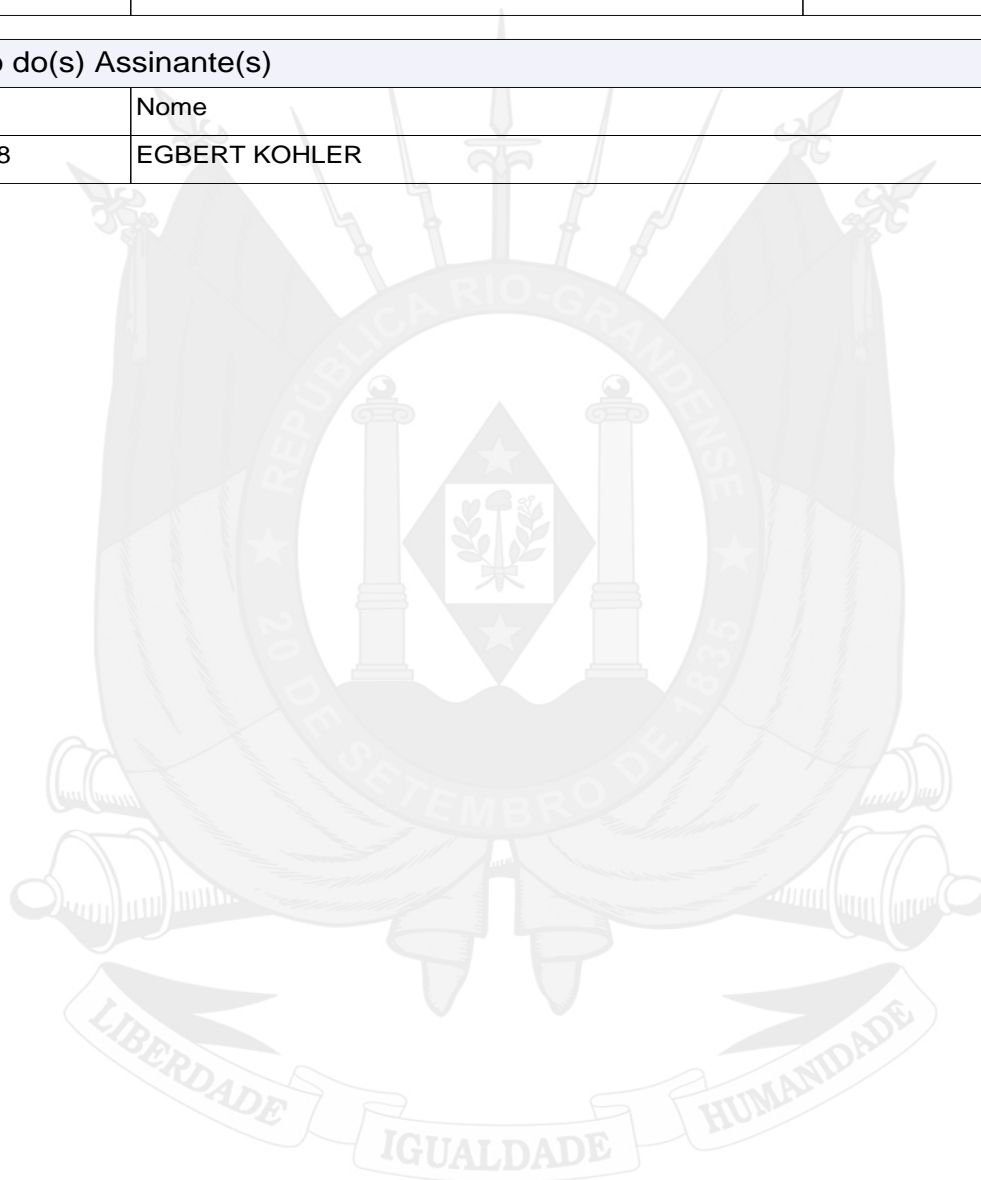 o do(s) Assinante(s)
Nome
8 EGBERT KOHLER
REPÚBLICA RIO-GRANDENSE
★ 20 DE SETEMBRO DE 1835 ★
LIBERDADE IGUALDADE HUMANIDADE